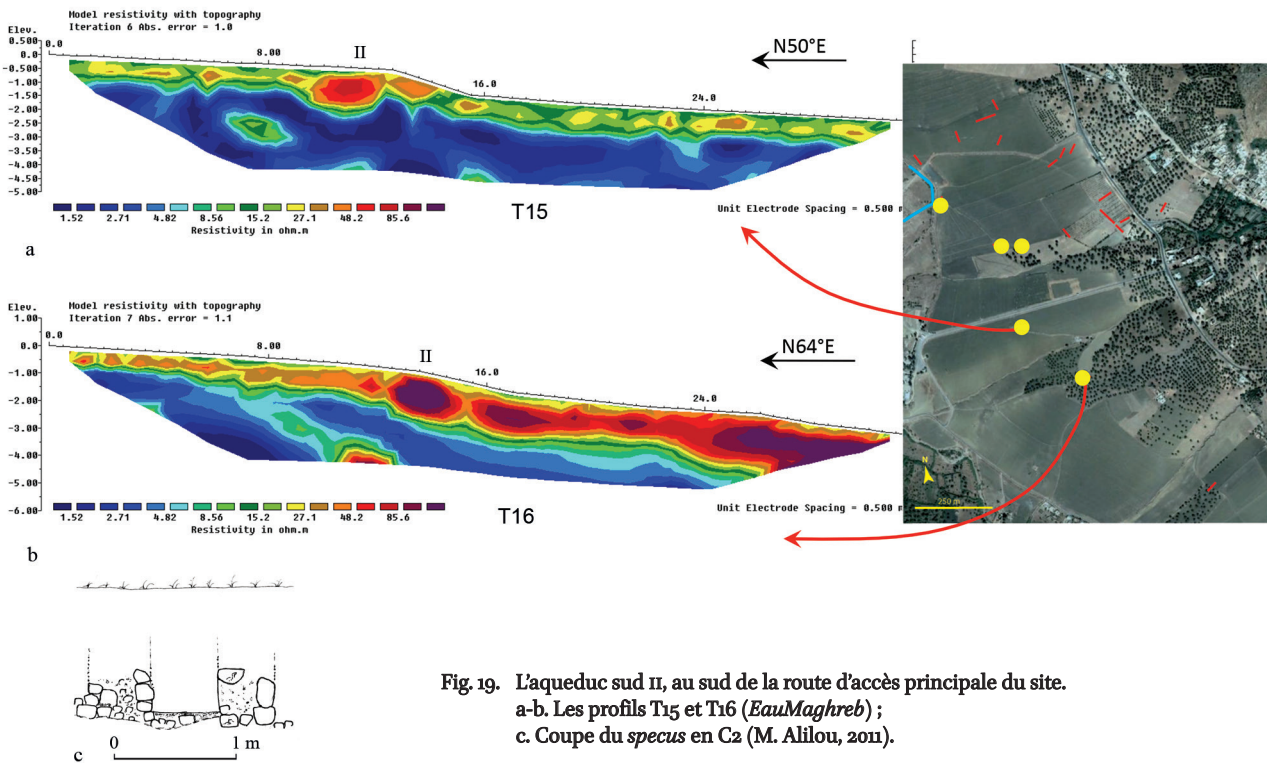 Model resistivity with topography
Elev. Iteration 6 Abs. error = 1.0
0.500
0.0
-0.500
-1.00
-1.50
-2.00
-2.50
-3.00
-3.50
-4.00
-4.50
-5.00
0.0
8.00
II
16.0
24.0
N50°E
1.52 2.71 4.82 8.56 15.2 27.1 48.2 85.6
Resistivity in ohm.m
T15
Unit Electrode Spacing = 0.500 m
a
Model resistivity with topography
Elev. Iteration 7 Abs. error = 1.1
1.00
0.0
-1.00
-2.00
-3.00
-4.00
-5.00
-6.00
0.0
8.00
II
16.0
24.0
N64°E
1.52 2.71 4.82 8.56 15.2 27.1 48.2 85.6
Resistivity in ohm.m
T16
Unit Electrode Spacing = 0.500 m
b
N
250 m
c 0 1 m
Fig. 19. L'aqueduc sud II, au sud de la route d'accès principale du site.
a-b. Les profils T15 et T16 (EauMaghreb) ;
c. Coupe du specus en C2 (M. Alilou, 2011).